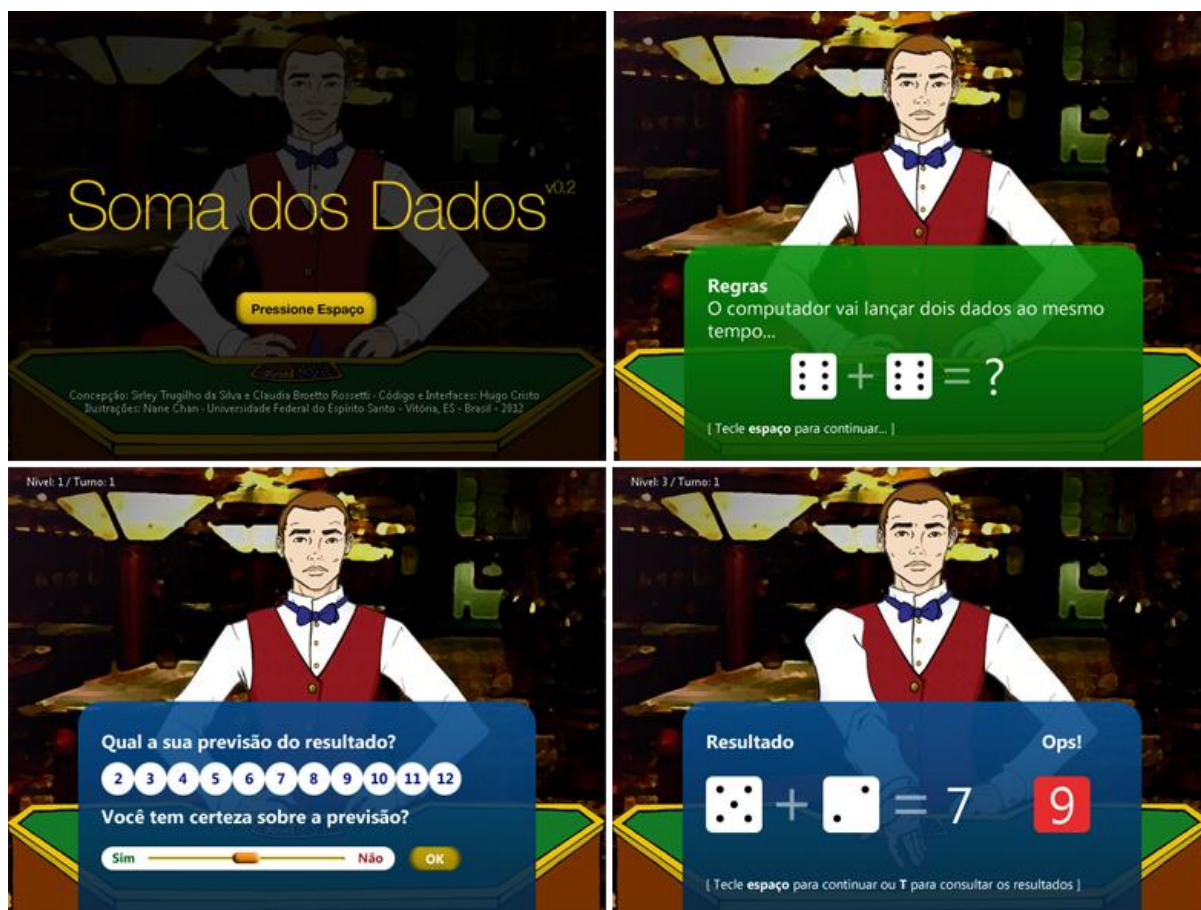 Soma dos Dados v0.2
Pressione Espaço
Concepção: Sirley Trugilho da Silva e Claudia Broetto Rossetti - Código e Interfaces: Hugo Cristo
Ilustrações: Nane Chan - Universidade Federal do Espírito Santo - Vitória, ES - Brasil - 2012
Regras
O computador vai lançar dois dados ao mesmo
tempo...
+ = ?
[ Tecle espaço para continuar... ]
Nível: 1 / Turno: 1
Qual a sua previsão do resultado?
2 3 4 5 6 7 8 9 10 11 12
Você tem certeza sobre a previsão?
Sim Não OK
Nível: 3 / Turno: 1
Resultado Ops!
+ = 7 9
[ Tecle espaço para continuar ou T para consultar os resultados ]